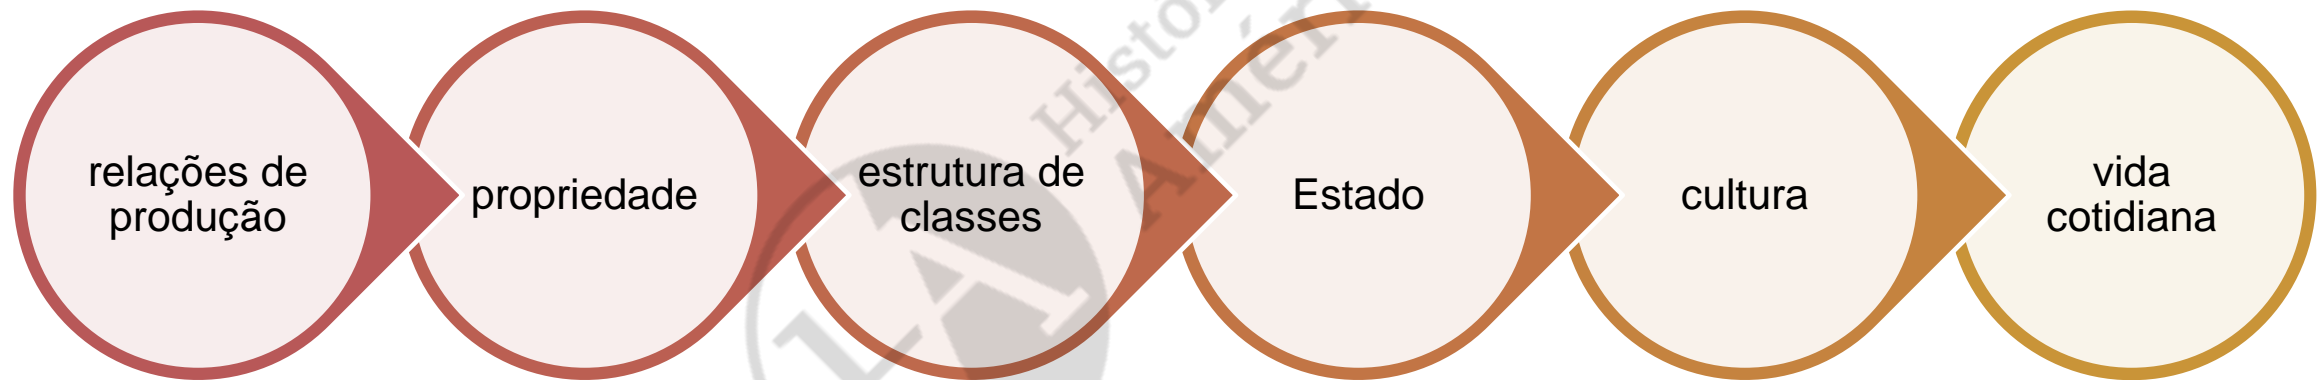 relações de
produção
propriedade
estrutura de
classes
Estado
cultura
vida
cotidiana